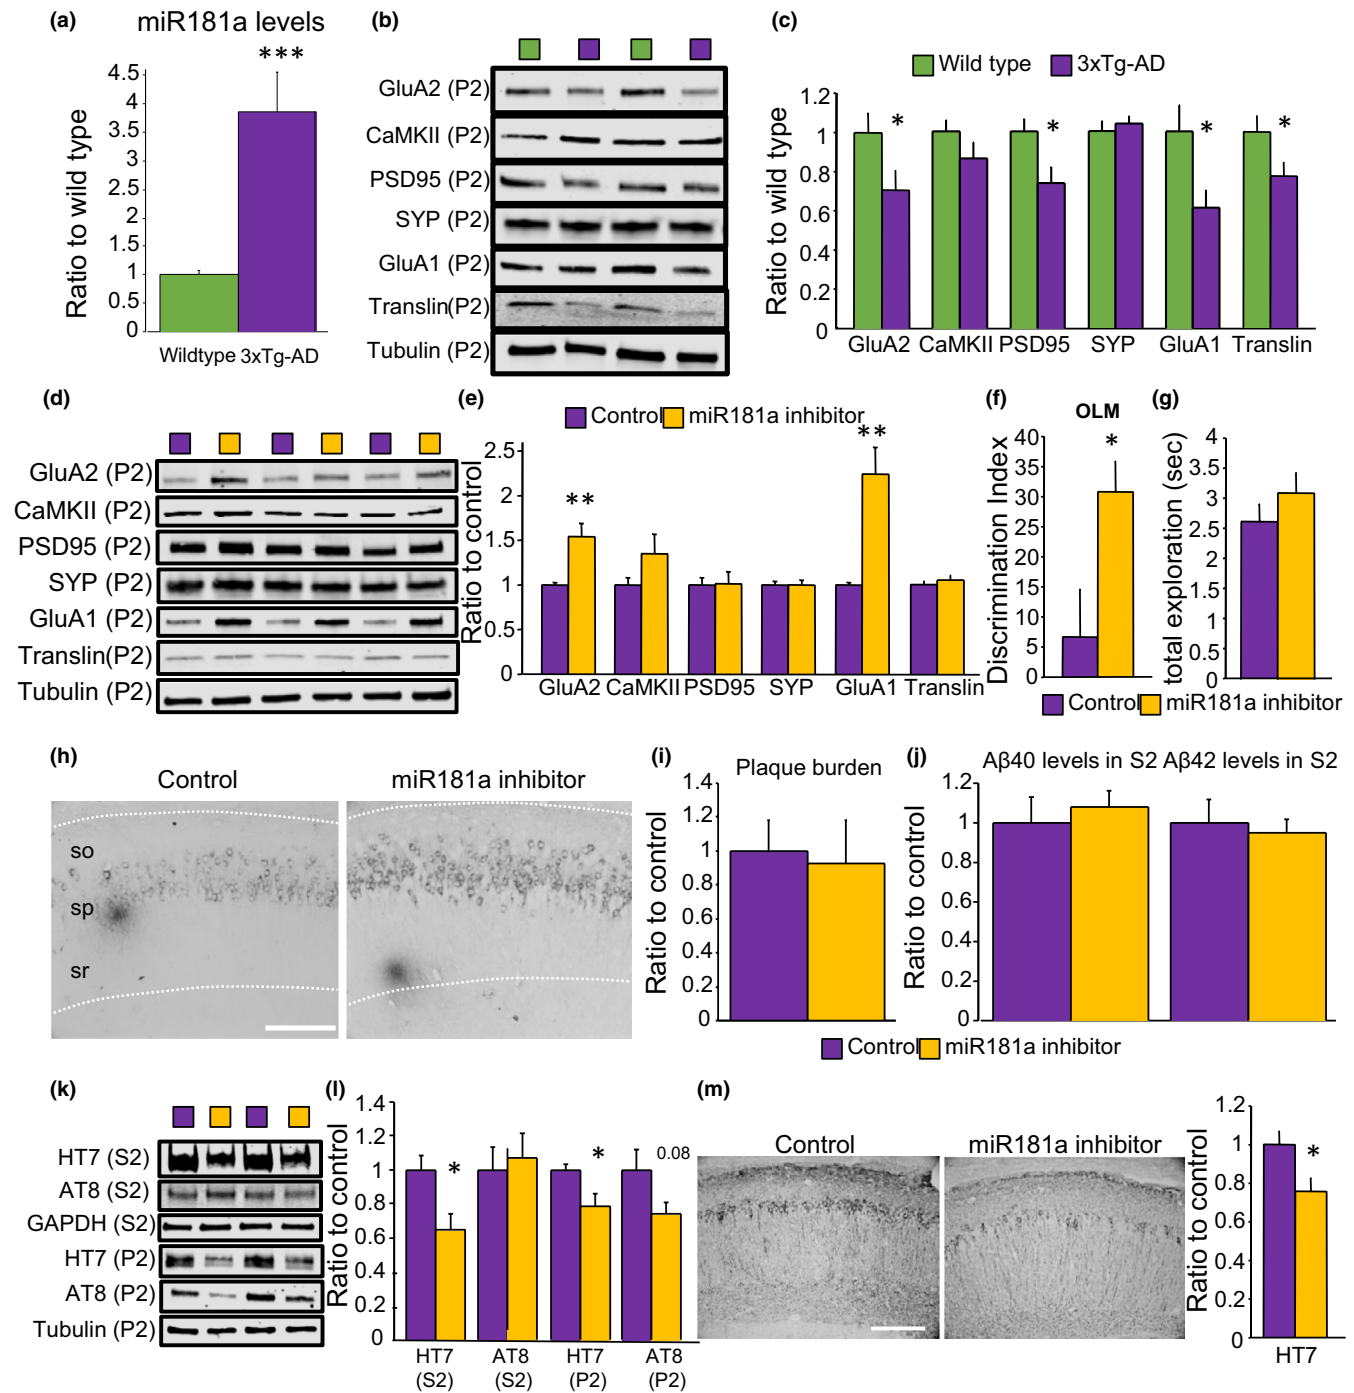 (a)
miR181a levels
***
Ratio to wild type
4.5
4
3.5
3
2.5
2
1.5
1
0.5
0
Wildtype 3xTg-AD
(b)
GluA2 (P2)
CaMKII (P2)
PSD95 (P2)
SYP (P2)
GluA1 (P2)
Translin(P2)
Tubulin (P2)
(c)
Wild type 3xTg-AD
Ratio to wild type
1.2
1
0.8
0.6
0.4
0.2
0
* * * *
GluA2 CaMKII PSD95 SYP GluA1 Translin
(d)
GluA2 (P2)
CaMKII (P2)
PSD95 (P2)
SYP (P2)
GluA1 (P2)
Translin(P2)
Tubulin (P2)
(e)
Control miR181a inhibitor
Ratio to control
2.5
2
1.5
1
0.5
0
** **
GluA2 CaMKII PSD95 SYP GluA1 Translin
(f)
OLM
*
Discrimination Index
40
35
30
25
20
15
10
5
0
(g)
total exploration (sec)
4
3.5
3
2.5
2
1.5
1
0.5
0
Control miR181a inhibitor
(h)
Control miR181a inhibitor
so
sp
sr
(i)
Plaque burden
Ratio to control
1.4
1.2
1
0.8
0.6
0.4
0.2
0
(j)
Aβ40 levels in S2 Aβ42 levels in S2
Ratio to control
1.2
1
0.8
0.6
0.4
0.2
0
Control miR181a inhibitor
(k)
HT7 (S2)
AT8 (S2)
GAPDH (S2)
HT7 (P2)
AT8 (P2)
Tubulin (P2)
(l)
Ratio to control
1.4
1.2
1
0.8
0.6
0.4
0.2
0
* * 0.08
HT7 AT8 HT7 AT8
(S2) (S2) (P2) (P2)
(m)
Control miR181a inhibitor
Ratio to control
1.2
1
0.8
0.6
0.4
0.2
0
*
HT7